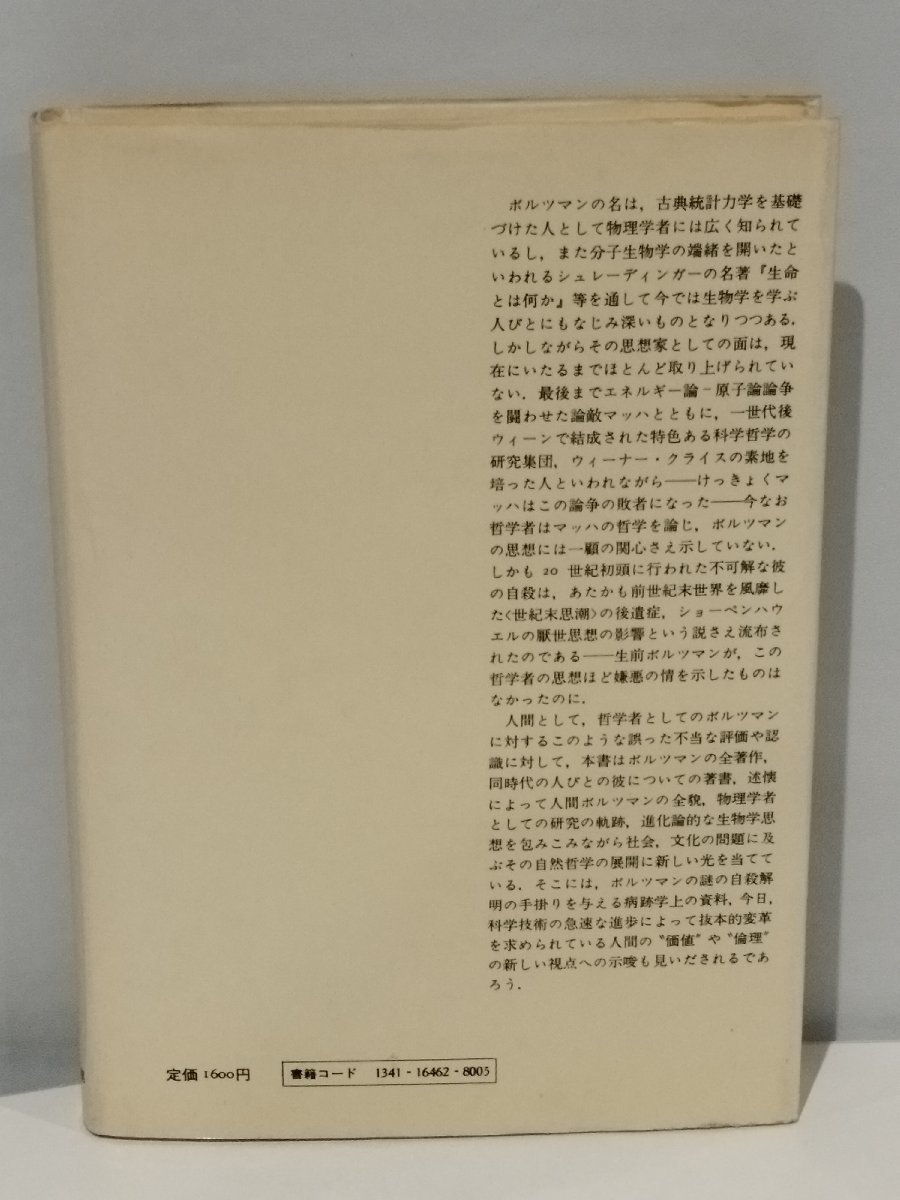 ボルツマンの名は，古典統計力学を基礎
づけた人として物理学者には広く知られて
いるし，また分子生物学の端緒を開いたと
いわれるシュレーディンガーの名著『生命
とは何か』等を通して今では生物学を学ぶ
人びとにもなじみ深いものとなりつつある．
しかしながらその思想家としての面は，現
在にいたるまでほとんど取り上げられてい
ない．最後までエネルギー論－原子論論争
を闘わせた論敵マッハとともに，一世代後
ウィーンで結成された特色ある科学哲学の
研究集団，ウィーナー・クライスの素地を
培った人といわれながら――けっきょくマ
ッハはこの論争の敗者になった――今なお
哲学者はマッハの哲学を論じ，ボルツマン
の思想には一顧の関心さえ示していない．
しかも 20 世紀初頭に行われた不可解な彼
の自殺は，あたかも前世紀末世界を風靡し
た〈世紀末思潮〉の後遺症，ショーペンハウ
エルの厭世思想の影響という説さえ流布さ
れたのである――生前ボルツマンが，この
哲学者の思想ほど嫌悪の情を示したものは
なかったのに．
人間として，哲学者としてのボルツマン
に対するこのような誤った不当な評価や認
識に対して，本書はボルツマンの全著作，
同時代の人びとの彼についての著書，述懐
によって人間ボルツマンの全貌，物理学者
としての研究の軌跡，進化論的な生物学思
想を包みこみながら社会，文化の問題に及
ぶその自然哲学の展開に新しい光を当てて
いる．そこには，ボルツマンの謎の自殺解
明の手掛りを与える病跡学上の資料，今日，
科学技術の急速な進歩によって抜本的変革
を求められている人間の“価値”や“倫理”
の新しい視点への示唆も見いだされるであ
ろう．
定価 1600円
書籍コード 1341 - 16462 - 8005